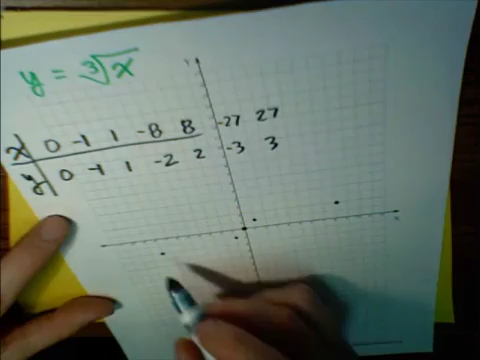 y = ∛x
y
x 0 -1 1 -8 8 -27 27
y 0 -1 1 -2 2 -3 3
x